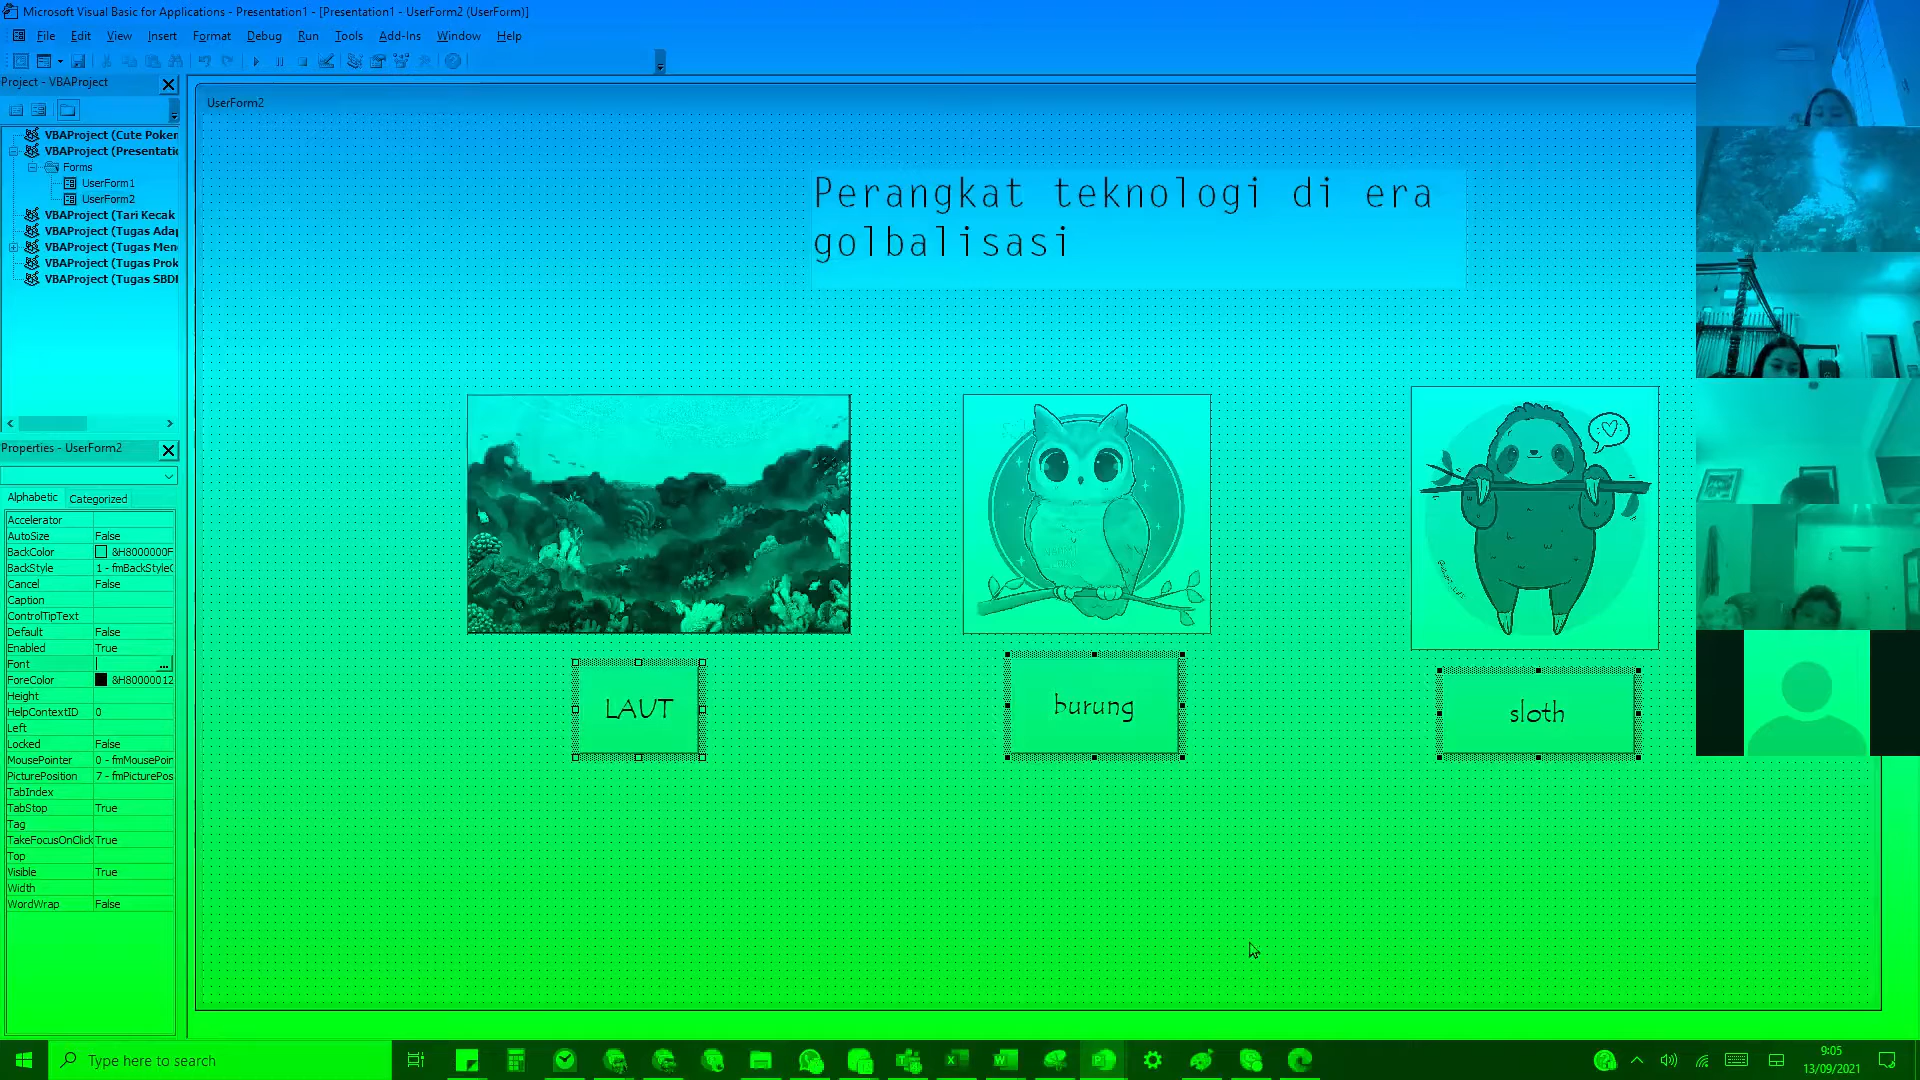 Microsoft Visual Basic for Applications - Presentation1 - [Presentation1 - UserForm2 (UserForm)]
File Edit View Insert Format Debug Run Tools Add-Ins Window Help
Project - VBAProject
UserForm2
VBAProject (Cute Poker
VBAProject (Presentatio
Forms
UserForm1
UserForm2
VBAProject (Tari Kecak
VBAProject (Tugas Adap
VBAProject (Tugas Men
VBAProject (Tugas Prok
VBAProject (Tugas SBDP
Perangkat teknologi di era
golbalisasi
LAUT
burung
sloth
Properties - UserForm2
Alphabetic Categorized
Accelerator
AutoSize False
BackColor &H8000000F
BackStyle 1 - fmBackStyleO
Cancel False
Caption
ControlTipText
Default False
Enabled True
Font ...
ForeColor &H80000012
Height
HelpContextID 0
Left
Locked False
MousePointer 0 - fmMousePoin
PicturePosition 7 - fmPicturePos
TabIndex
TabStop True
Tag
TakeFocusOnClick True
Top
Visible True
Width
WordWrap False
Type here to search
9:05
13/09/2021